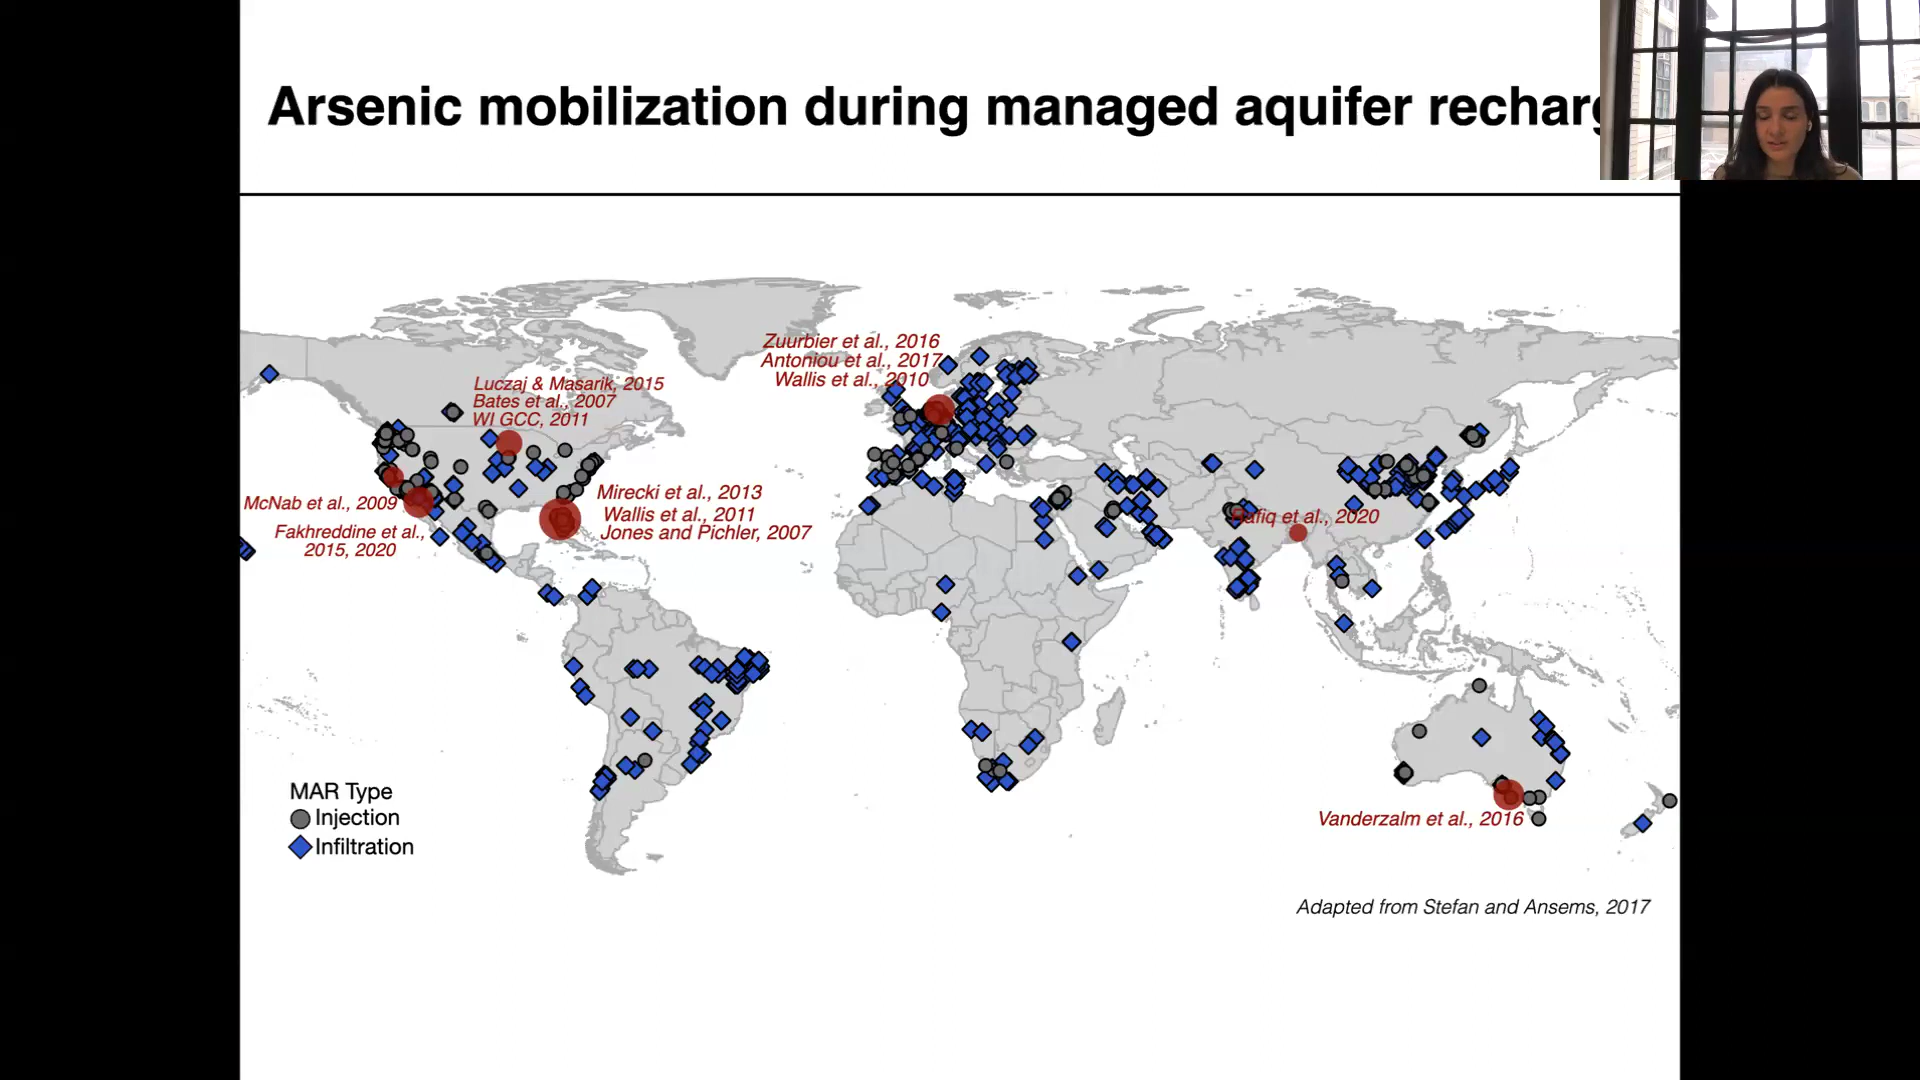 Arsenic mobilization during managed aquifer recharg
Zuurbier et al., 2016
Antoniou et al., 2017
Wallis et al., 2010
Luczaj & Masarik, 2015
Bates et al., 2007
WI GCC, 2011
McNab et al., 2009
Fakhreddine et al.,
2015, 2020
Mirecki et al., 2013
Wallis et al., 2011
Jones and Pichler, 2007
Rafiq et al., 2020
Vanderzalm et al., 2016
MAR Type
Injection
Infiltration
Adapted from Stefan and Ansems, 2017